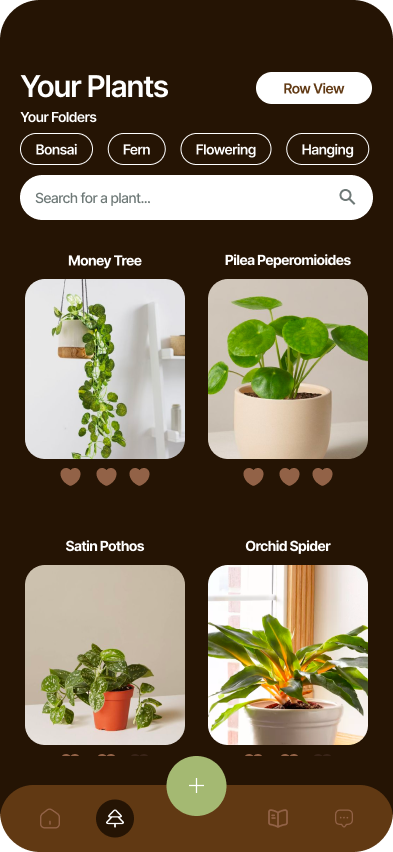 Your Plants
Row View
Your Folders
Bonsai
Fern
Flowering
Hanging
Search for a plant...
Money Tree
Pilea Peperomioides
Satin Pothos
Orchid Spider